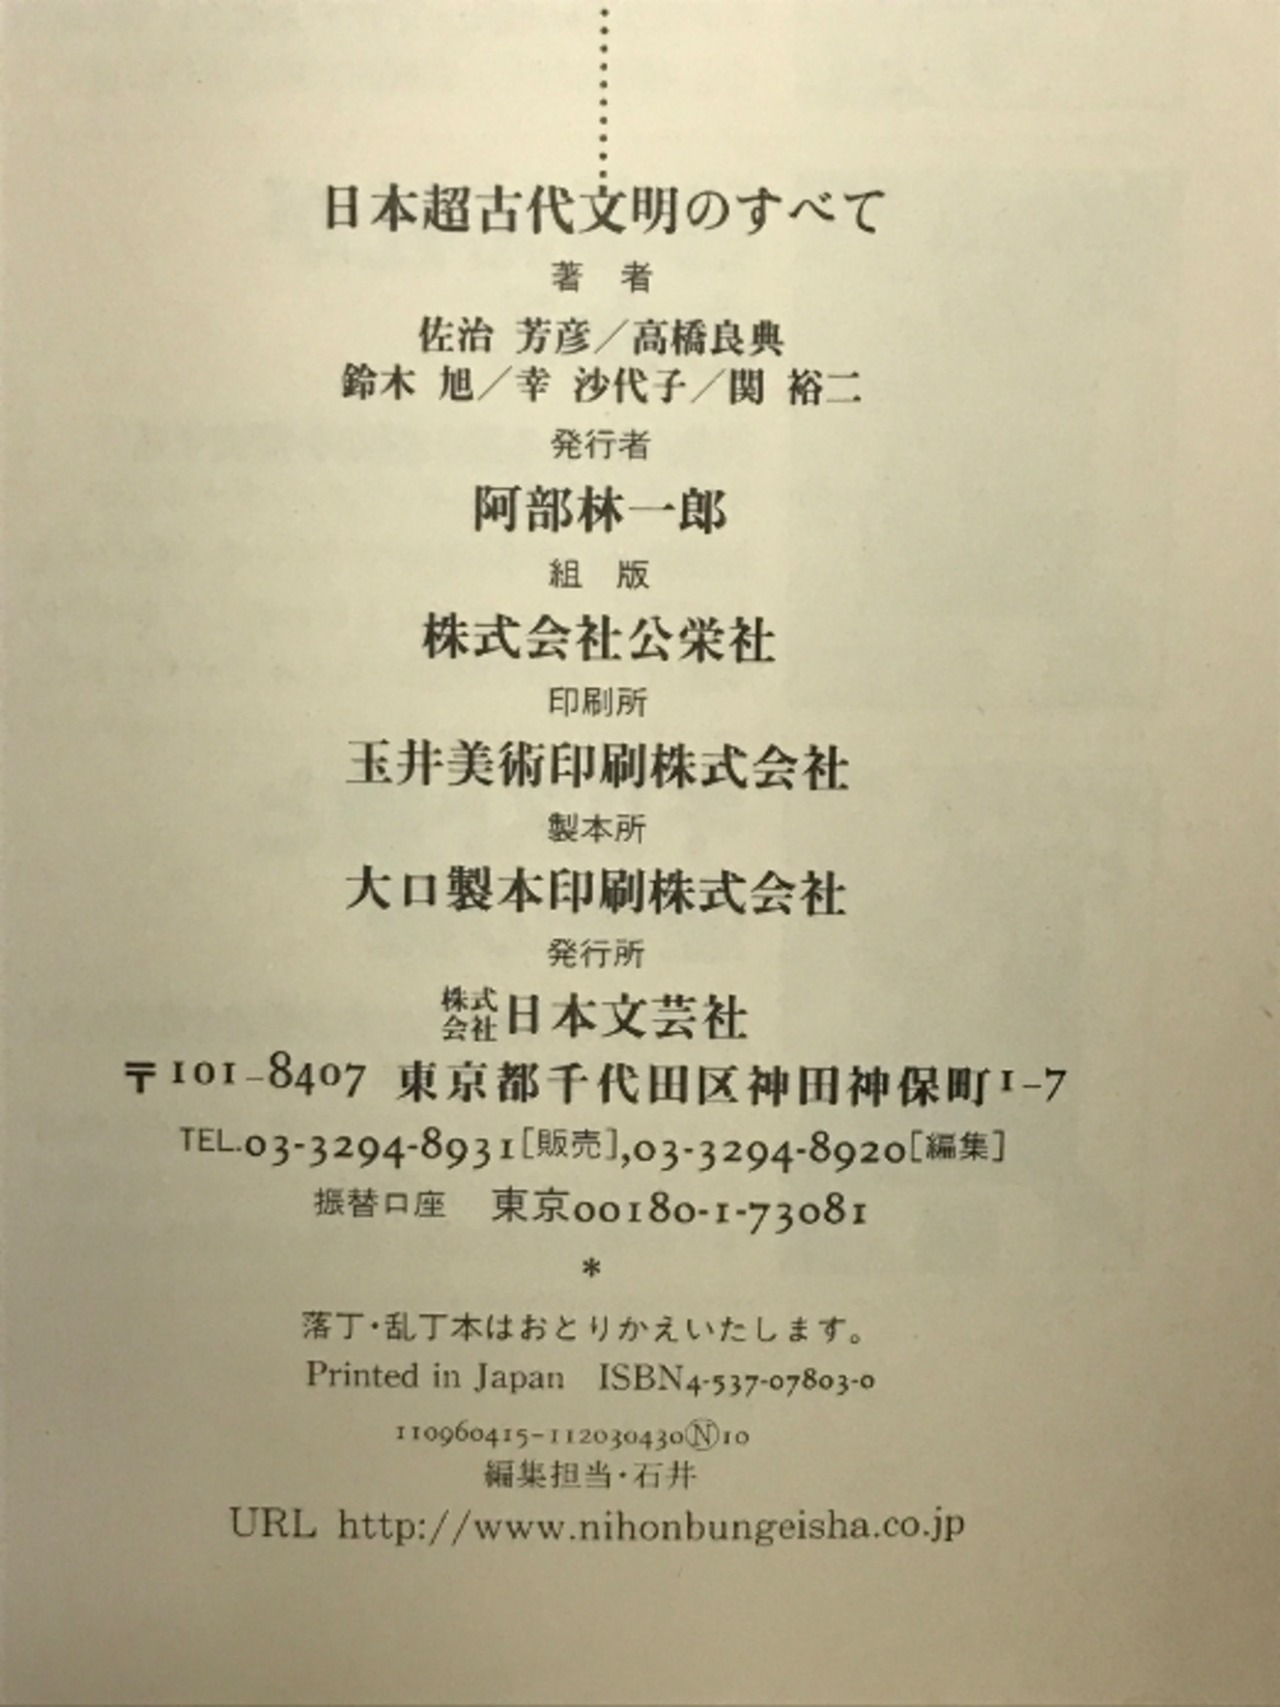 日本超古代文明のすべて
著 者
佐治 芳彦／高橋良典
鈴木 旭／幸 沙代子／関 裕二
発行者
阿部林一郎
組 版
株式会社公栄社
印刷所
玉井美術印刷株式会社
製本所
大口製本印刷株式会社
発行所
株式会社日本文芸社
〒101-8407 東京都千代田区神田神保町1-7
TEL.03-3294-8931[販売],03-3294-8920[編集]
振替口座 東京00180-1-73081
*
落丁・乱丁本はおとりかえいたします。
Printed in Japan ISBN4-537-07803-0
110960415-112030430Ⓝ10
編集担当・石井
URL http://www.nihonbungeisha.co.jp